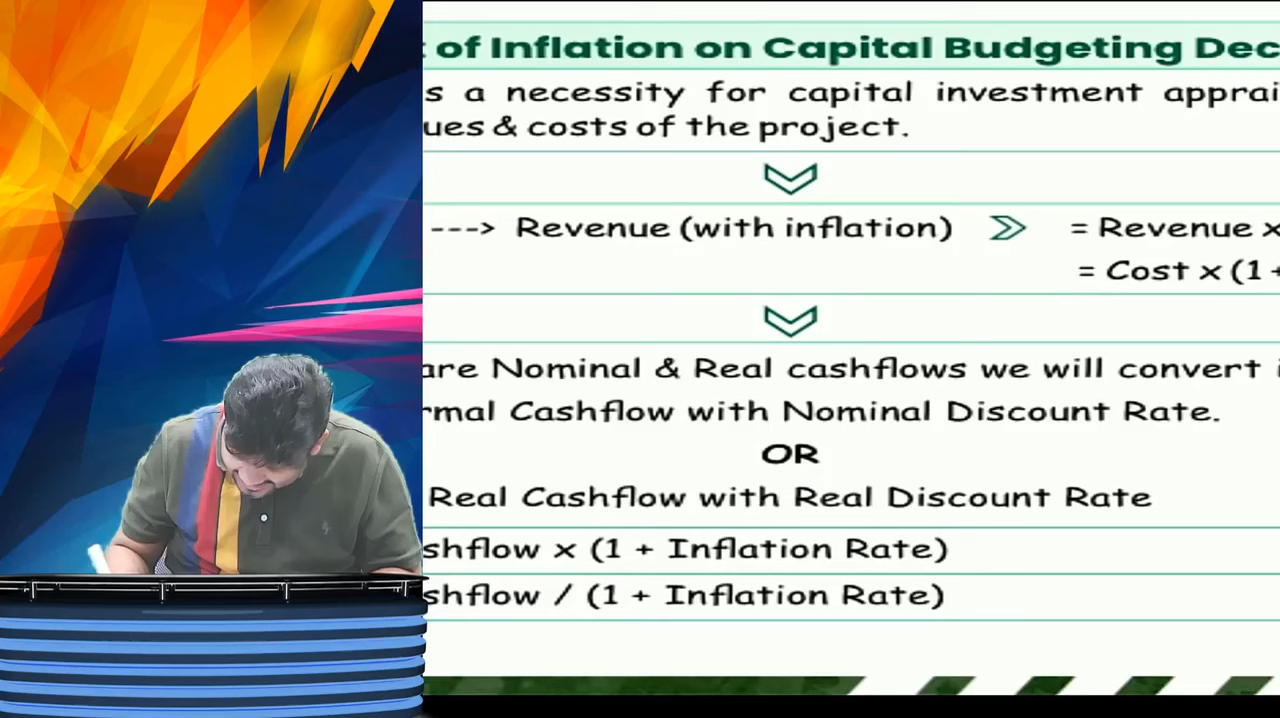 of Inflation on Capital Budgeting Dec
s a necessity for capital investment apprai
ues & costs of the project.
---> Revenue (with inflation) = Revenue x
= Cost x (1 +
are Nominal & Real cashflows we will convert i
rmal Cashflow with Nominal Discount Rate.
OR
Real Cashflow with Real Discount Rate
shflow x (1 + Inflation Rate)
shflow / (1 + Inflation Rate)